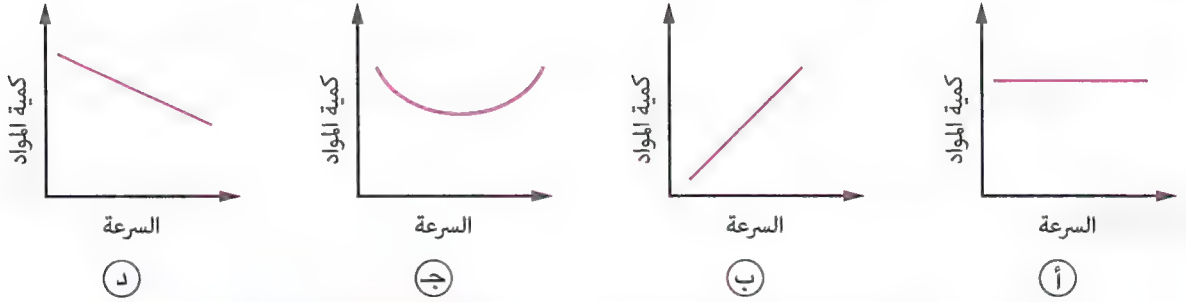 كمية المواد
السرعة
أ
كمية المواد
السرعة
ب
كمية المواد
السرعة
جـ
كمية المواد
السرعة
د